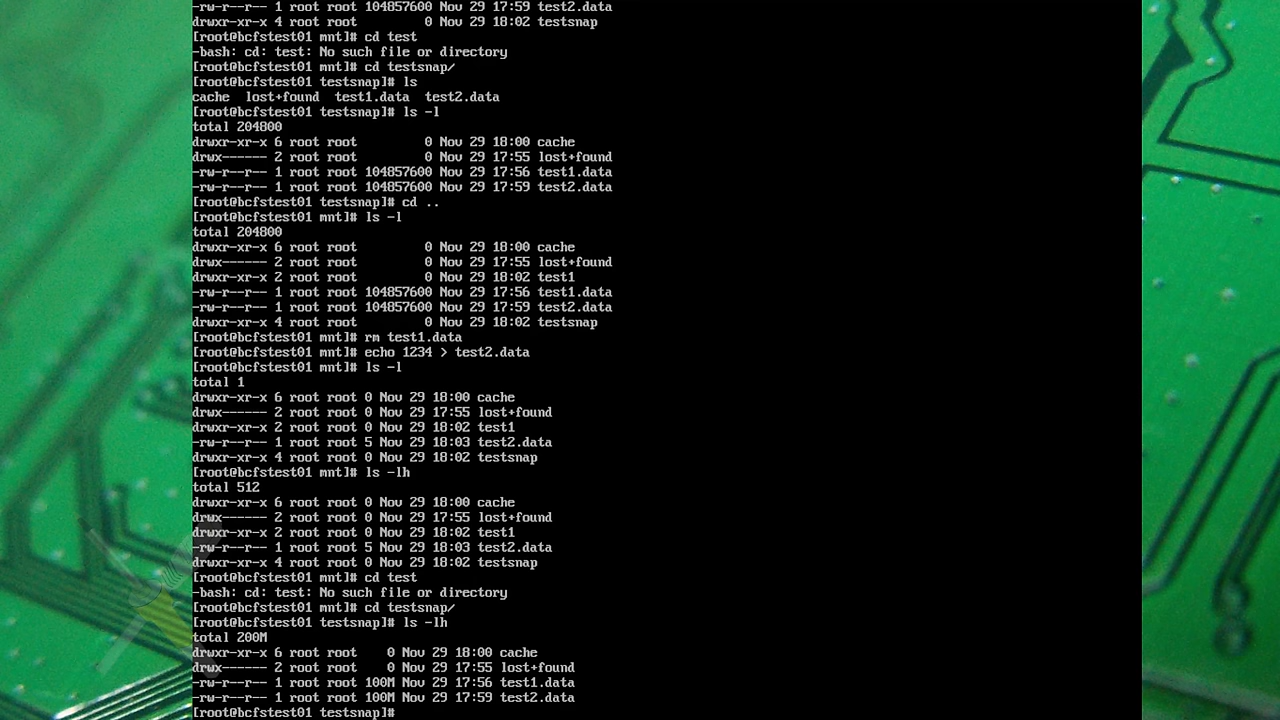 -rw-r--r-- 1 root root 104857600 Nov 29 17:59 test2.data
drwxr-xr-x 4 root root         0 Nov 29 18:02 testsnap
[root@bcfstest01 mnt]# cd test
-bash: cd: test: No such file or directory
[root@bcfstest01 mnt]# cd testsnap/
[root@bcfstest01 testsnap]# ls
cache  lost+found  test1.data  test2.data
[root@bcfstest01 testsnap]# ls -l
total 204800
drwxr-xr-x 6 root root         0 Nov 29 18:00 cache
drwx------ 2 root root         0 Nov 29 17:55 lost+found
-rw-r--r-- 1 root root 104857600 Nov 29 17:56 test1.data
-rw-r--r-- 1 root root 104857600 Nov 29 17:59 test2.data
[root@bcfstest01 testsnap]# cd ..
[root@bcfstest01 mnt]# ls -l
total 204800
drwxr-xr-x 6 root root         0 Nov 29 18:00 cache
drwx------ 2 root root         0 Nov 29 17:55 lost+found
drwxr-xr-x 2 root root         0 Nov 29 18:02 test1
-rw-r--r-- 1 root root 104857600 Nov 29 17:56 test1.data
-rw-r--r-- 1 root root 104857600 Nov 29 17:59 test2.data
drwxr-xr-x 4 root root         0 Nov 29 18:02 testsnap
[root@bcfstest01 mnt]# rm test1.data
[root@bcfstest01 mnt]# echo 1234 > test2.data
[root@bcfstest01 mnt]# ls -l
total 1
drwxr-xr-x 6 root root 0 Nov 29 18:00 cache
drwx------ 2 root root 0 Nov 29 17:55 lost+found
drwxr-xr-x 2 root root 0 Nov 29 18:02 test1
-rw-r--r-- 1 root root 5 Nov 29 18:03 test2.data
drwxr-xr-x 4 root root 0 Nov 29 18:02 testsnap
[root@bcfstest01 mnt]# ls -lh
total 512
drwxr-xr-x 6 root root 0 Nov 29 18:00 cache
drwx------ 2 root root 0 Nov 29 17:55 lost+found
drwxr-xr-x 2 root root 0 Nov 29 18:02 test1
-rw-r--r-- 1 root root 5 Nov 29 18:03 test2.data
drwxr-xr-x 4 root root 0 Nov 29 18:02 testsnap
[root@bcfstest01 mnt]# cd test
-bash: cd: test: No such file or directory
[root@bcfstest01 mnt]# cd testsnap/
[root@bcfstest01 testsnap]# ls -lh
total 200M
drwxr-xr-x 6 root root    0 Nov 29 18:00 cache
drwx------ 2 root root    0 Nov 29 17:55 lost+found
-rw-r--r-- 1 root root 100M Nov 29 17:56 test1.data
-rw-r--r-- 1 root root 100M Nov 29 17:59 test2.data
[root@bcfstest01 testsnap]#